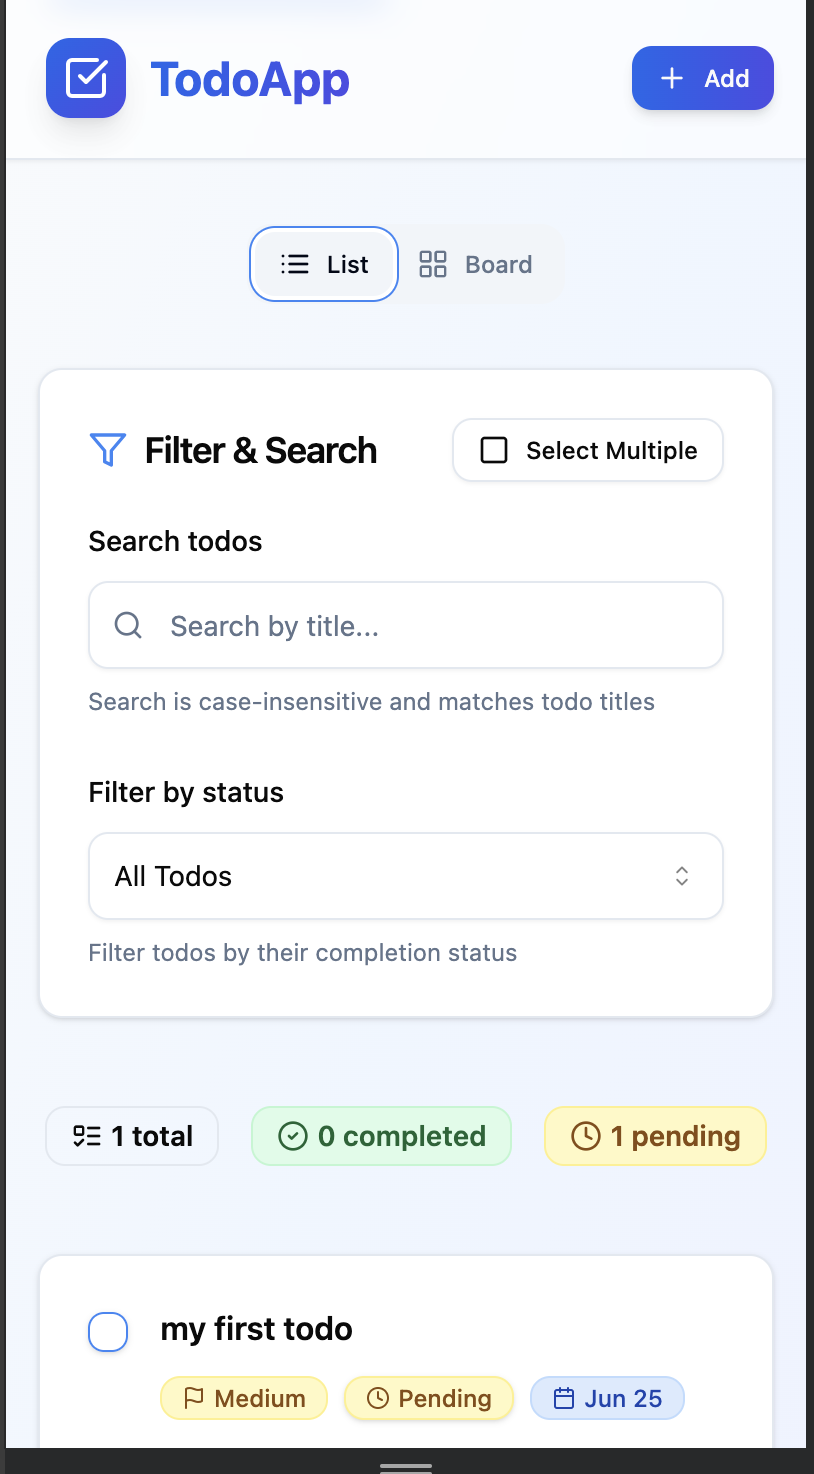 TodoApp
Add
List
Board
Filter & Search
Select Multiple
Search todos
Search by title...
Search is case-insensitive and matches todo titles
Filter by status
All Todos
Filter todos by their completion status
1 total
0 completed
1 pending
my first todo
Medium
Pending
Jun 25